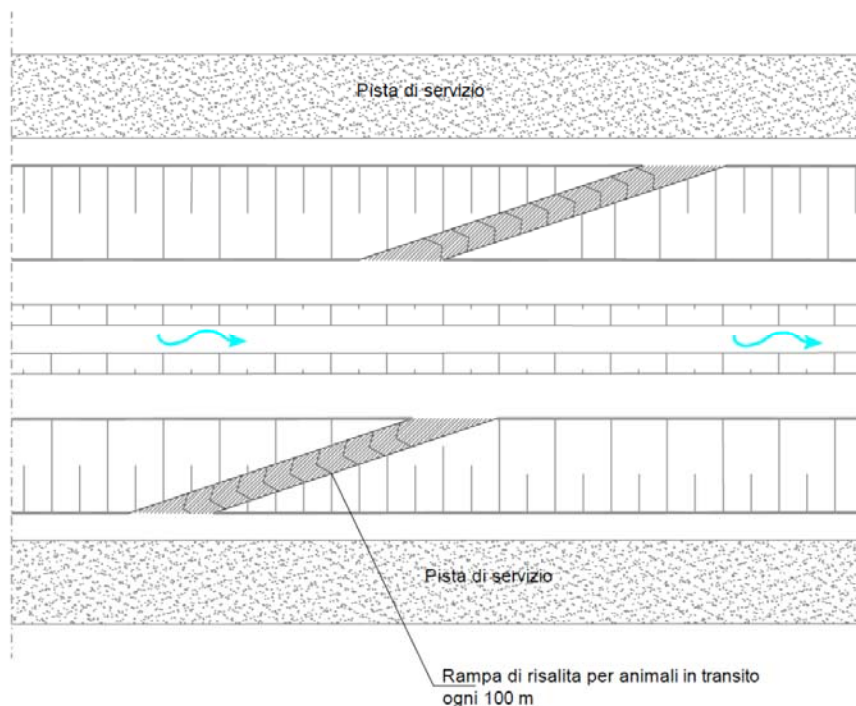 Pista di servizio
Pista di servizio
Rampa di risalita per animali in transito
ogni 100 m